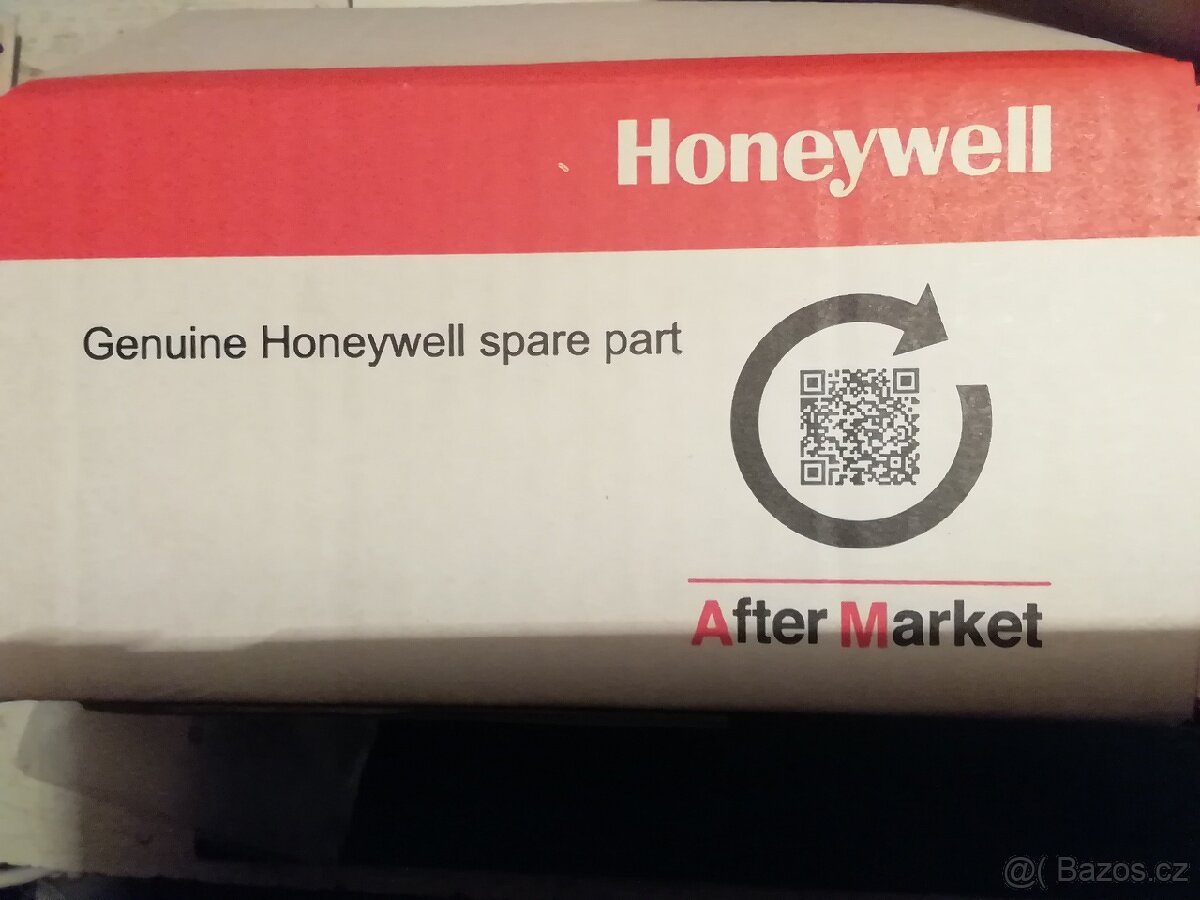 Honeywell
Genuine Honeywell spare part
After Market
@( Bazos.cz